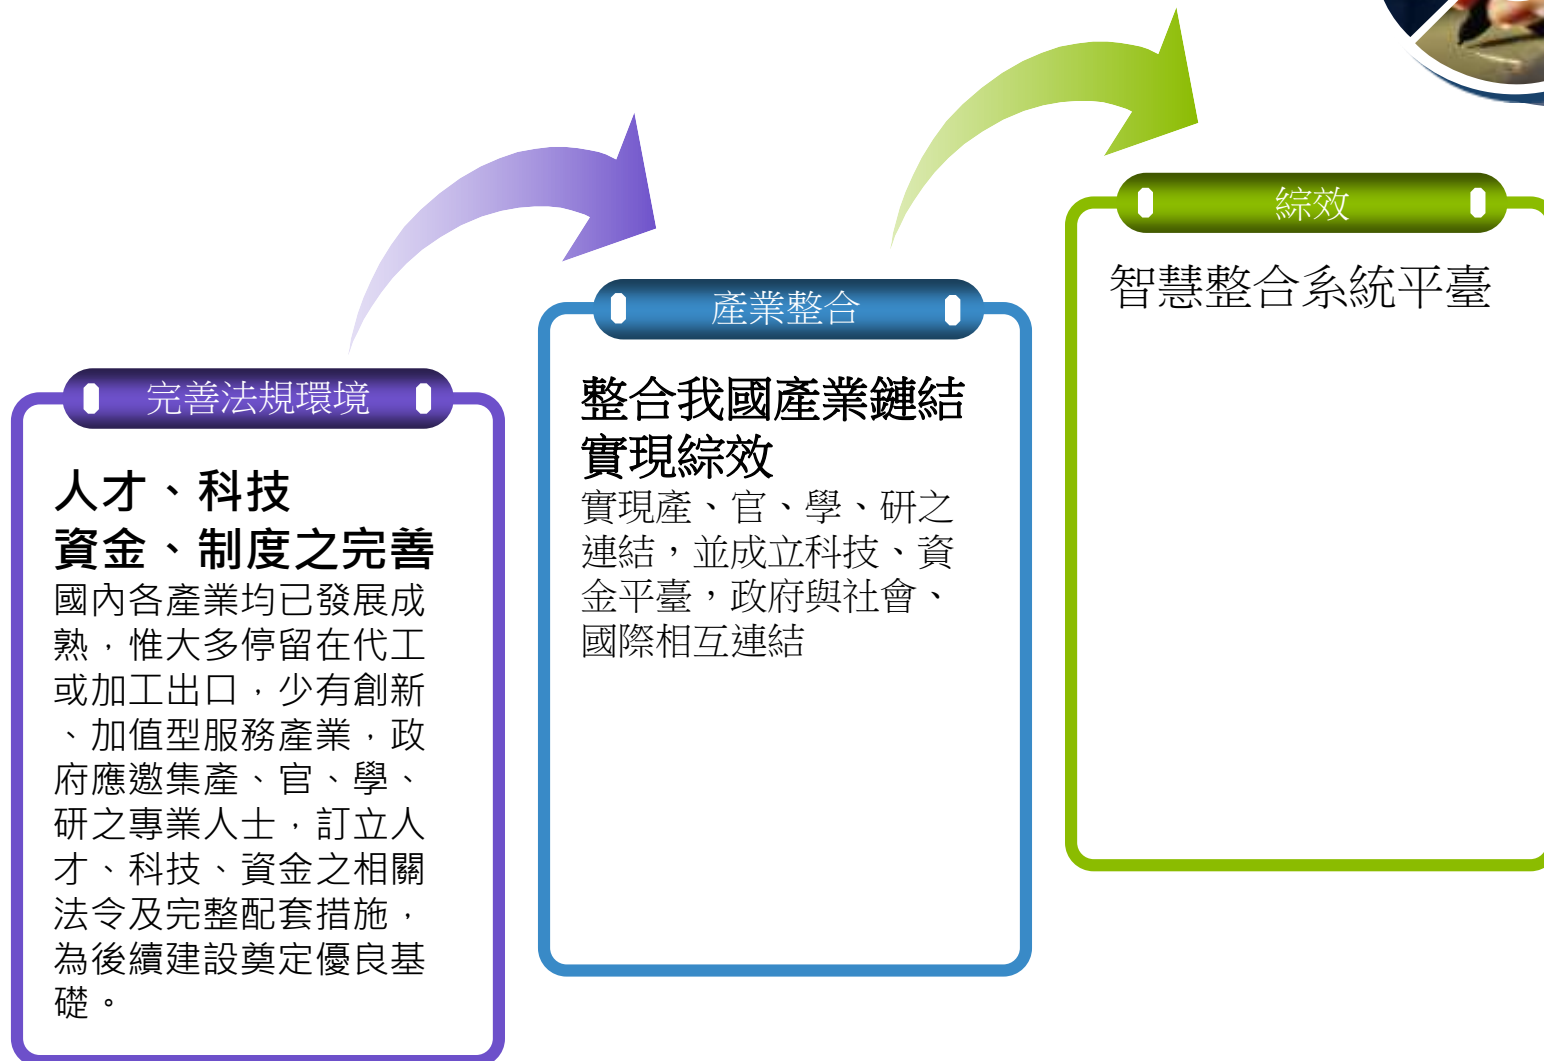 完善法規環境
人才、科技
資金、制度之完善
國內各產業均已發展成
熟，惟大多停留在代工
或加工出口，少有創新
、加值型服務產業，政
府應邀集產、官、學、
研之專業人士，訂立人
才、科技、資金之相關
法令及完整配套措施，
為後續建設奠定優良基
礎。
產業整合
整合我國產業鏈結
實現綜效
實現產、官、學、研之
連結，並成立科技、資
金平臺，政府與社會、
國際相互連結
綜效
智慧整合系統平臺